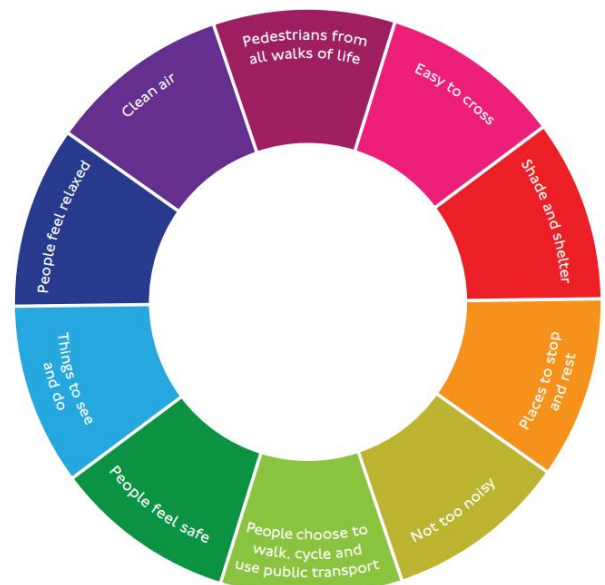 Pedestrians from
all walks of life
Easy to cross
Shade and shelter
Places to stop
and rest
Not too noisy
People choose to
walk, cycle and
use public transport
People feel safe
Things to see
and do
People feel relaxed
Clean air